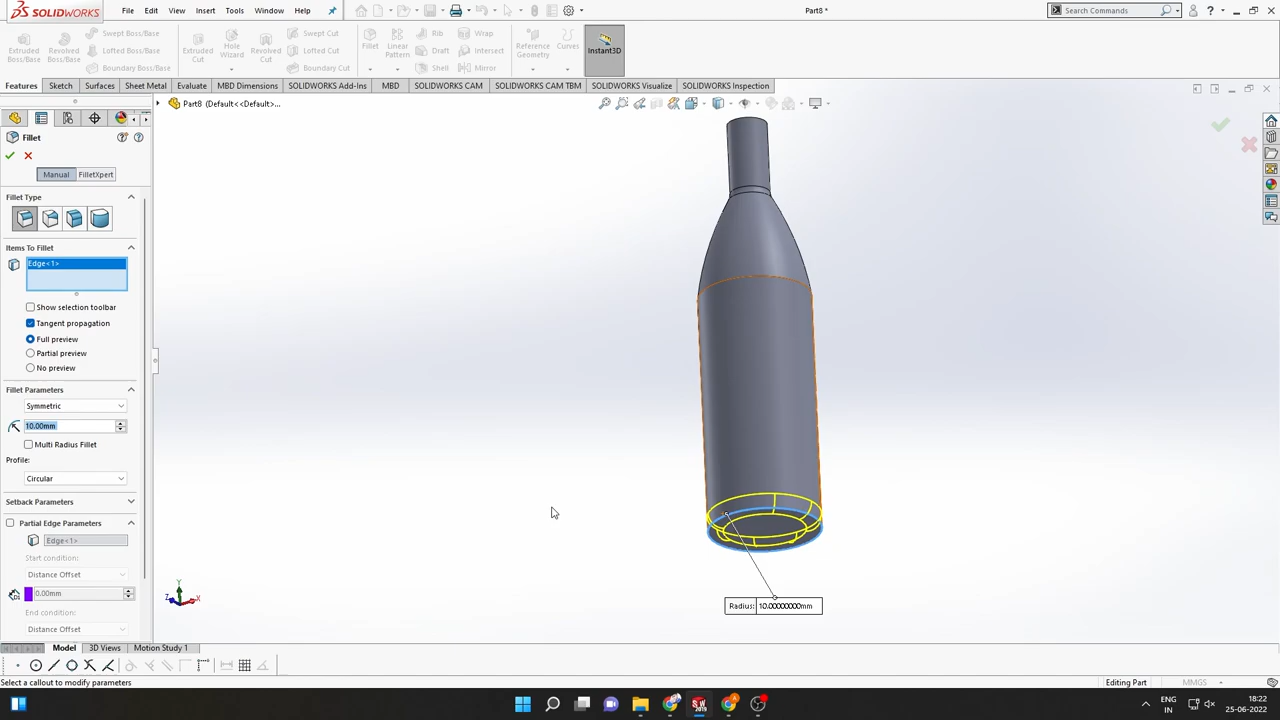 SOLIDWORKS File Edit View Insert Tools Window Help Part8 * Search Commands
Extruded Boss/Base Revolved Boss/Base Swept Boss/Base Lofted Boss/Base Boundary Boss/Base Extruded Cut Hole Wizard Revolved Cut Swept Cut Lofted Cut Boundary Cut Fillet Linear Pattern Rib Draft Shell Wrap Intersect Mirror Reference Geometry Curves Instant3D
Features Sketch Surfaces Sheet Metal Evaluate MBD Dimensions SOLIDWORKS Add-Ins MBD SOLIDWORKS CAM SOLIDWORKS CAM TBM SOLIDWORKS Visualize SOLIDWORKS Inspection
Part8 (Default<<Default>...
Fillet
Manual FilletXpert
Fillet Type
Items To Fillet
Edge<1>
Show selection toolbar
Tangent propagation
Full preview
Partial preview
No preview
Fillet Parameters
Symmetric
10.00mm
Multi Radius Fillet
Profile:
Circular
Setback Parameters
Partial Edge Parameters
Edge<1>
Start condition:
Distance Offset
0.00mm
End condition:
Distance Offset
Y
Z X
Radius: 10.00000000mm
Model 3D Views Motion Study 1
Select a callout to modify parameters Editing Part MMGS
ENG IN 18:22 25-06-2022